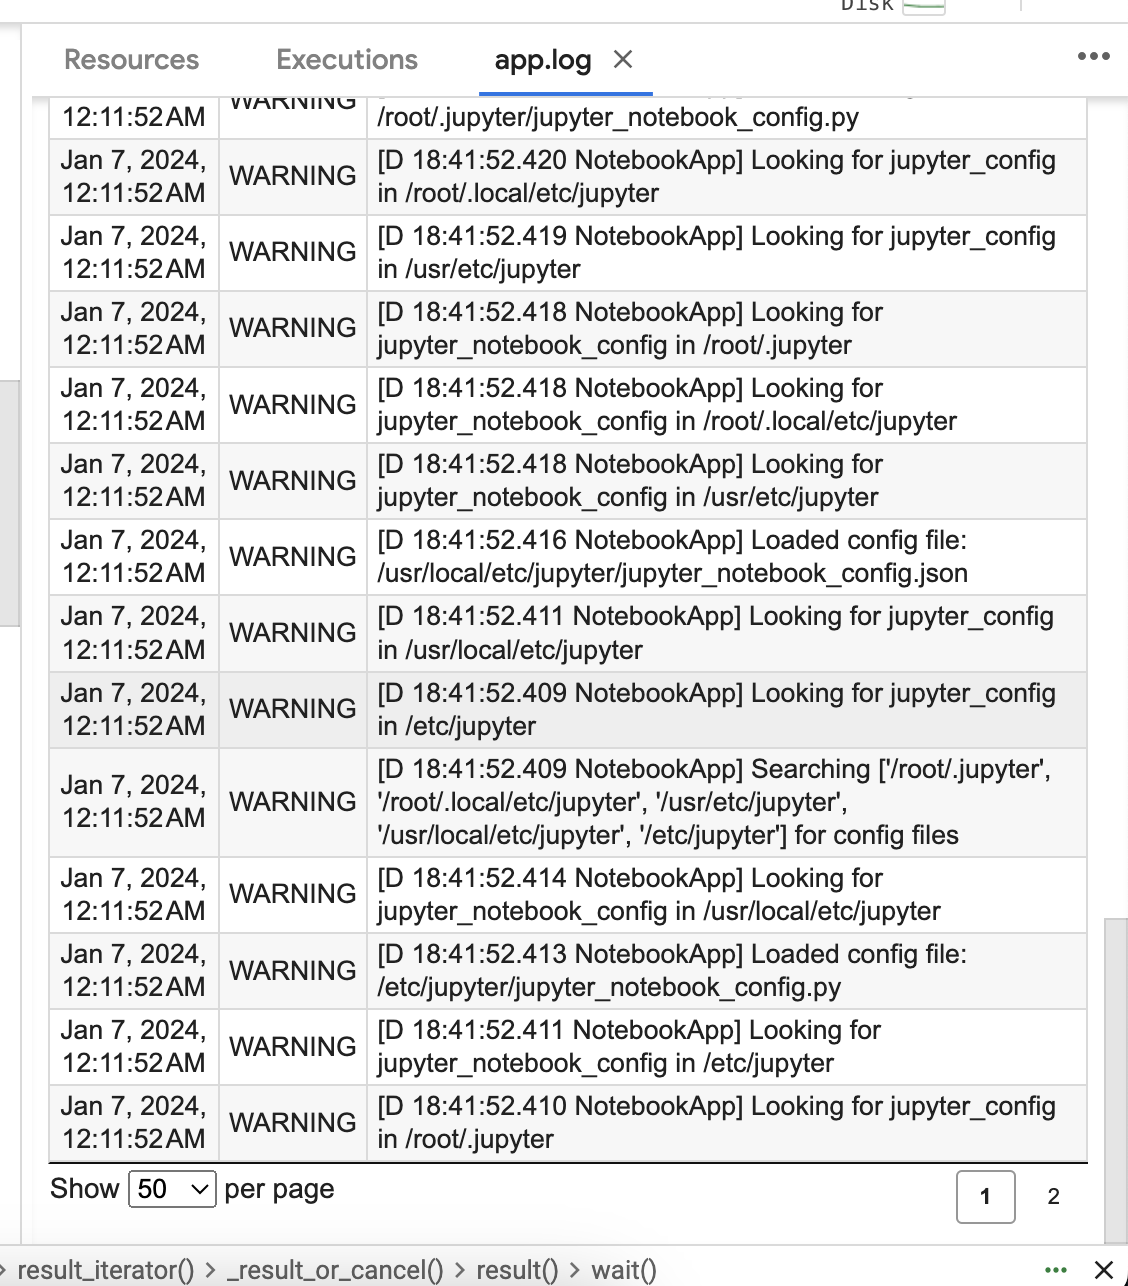 Disk
Resources Executions app.log
12:11:52 AM WARNING /root/.jupyter/jupyter_notebook_config.py
Jan 7, 2024, [D 18:41:52.420 NotebookApp] Looking for jupyter_config
12:11:52 AM WARNING in /root/.local/etc/jupyter
Jan 7, 2024, [D 18:41:52.419 NotebookApp] Looking for jupyter_config
12:11:52 AM WARNING in /usr/etc/jupyter
Jan 7, 2024, [D 18:41:52.418 NotebookApp] Looking for
12:11:52 AM WARNING jupyter_notebook_config in /root/.jupyter
Jan 7, 2024, [D 18:41:52.418 NotebookApp] Looking for
12:11:52 AM WARNING jupyter_notebook_config in /root/.local/etc/jupyter
Jan 7, 2024, [D 18:41:52.418 NotebookApp] Looking for
12:11:52 AM WARNING jupyter_notebook_config in /usr/etc/jupyter
Jan 7, 2024, [D 18:41:52.416 NotebookApp] Loaded config file:
12:11:52 AM WARNING /usr/local/etc/jupyter/jupyter_notebook_config.json
Jan 7, 2024, [D 18:41:52.411 NotebookApp] Looking for jupyter_config
12:11:52 AM WARNING in /usr/local/etc/jupyter
Jan 7, 2024, [D 18:41:52.409 NotebookApp] Looking for jupyter_config
12:11:52 AM WARNING in /etc/jupyter
[D 18:41:52.409 NotebookApp] Searching ['/root/.jupyter',
Jan 7, 2024, WARNING '/root/.local/etc/jupyter', '/usr/etc/jupyter',
12:11:52 AM '/usr/local/etc/jupyter', '/etc/jupyter'] for config files
Jan 7, 2024, [D 18:41:52.414 NotebookApp] Looking for
12:11:52 AM WARNING jupyter_notebook_config in /usr/local/etc/jupyter
Jan 7, 2024, [D 18:41:52.413 NotebookApp] Loaded config file:
12:11:52 AM WARNING /etc/jupyter/jupyter_notebook_config.py
Jan 7, 2024, [D 18:41:52.411 NotebookApp] Looking for
12:11:52 AM WARNING jupyter_notebook_config in /etc/jupyter
Jan 7, 2024, [D 18:41:52.410 NotebookApp] Looking for jupyter_config
12:11:52 AM WARNING in /root/.jupyter
Show 50 per page 1 2
result_iterator() > _result_or_cancel() > result() > wait()